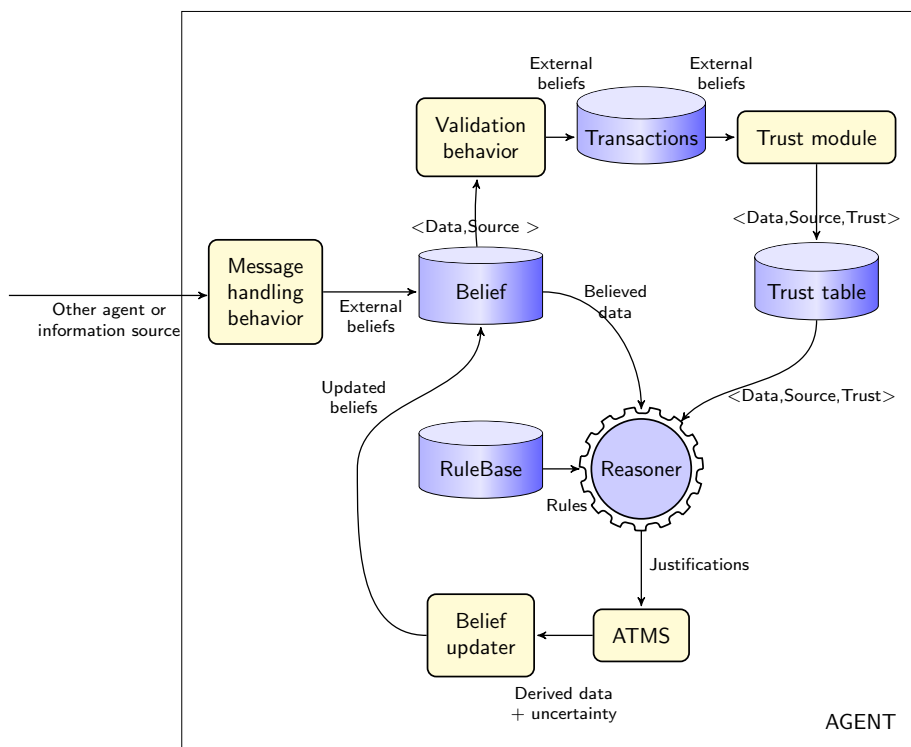 External
beliefs
External
beliefs
Validation
behavior
Transactions
Trust module
<Data,Source >
<Data,Source,Trust>
Message
handling
behavior
Belief
Trust table
Other agent or
information source
External
beliefs
Believed
data
Updated
beliefs
<Data,Source,Trust>
RuleBase
Reasoner
Rules
Justifications
Belief
updater
ATMS
Derived data
+ uncertainty
AGENT